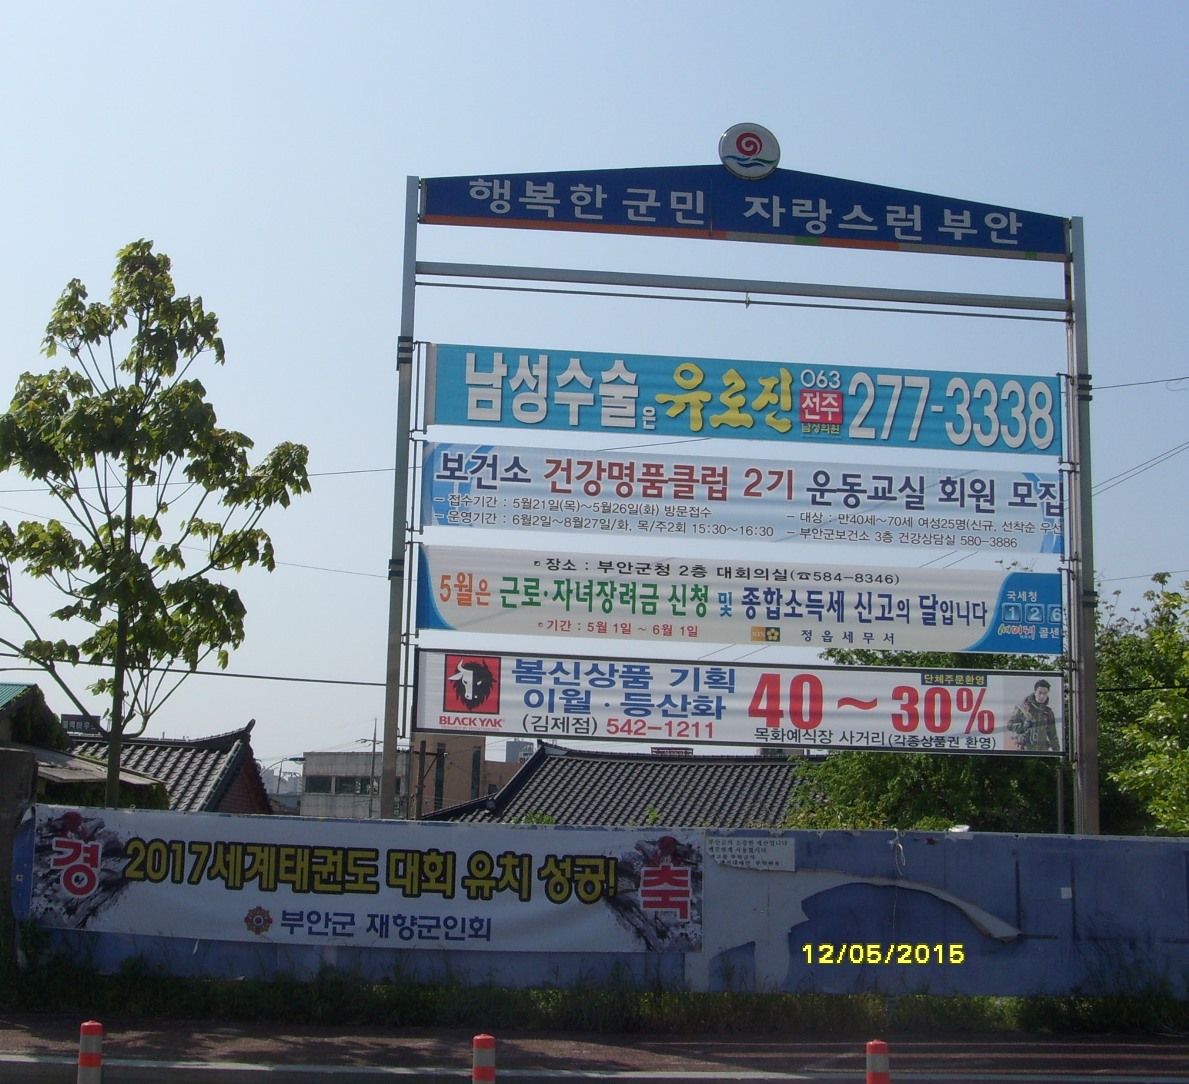 행복한 군민 자랑스런 부안
남성수술은 유로진 063 전주 남성의원 277-3338
보건소 건강명품클럽 2기 운동교실 회원 모집
- 접수기간 : 5월21일(목)~5월26일(화) 방문접수
- 대상 : 만40세~70세 여성25명(신규, 선착순 우선
- 운영기간 : 6월2일~8월27일/화, 목/주2회 15:30~16:30
- 부안군보건소 3층 건강상담실 580-3886
장소 : 부안군청 2층 대회의실(☎584-8346)
5월은 근로·자녀장려금 신청 및 종합소득세 신고의 달입니다
기간 : 5월 1일 ~ 6월 1일
정읍세무서
국세청
126
세미래 콜센
BLACK YAK
봄신상품 기획
이월·등산화
(김제점) 542-1211
40~30%
단체주문환영
목화예식장 사거리(각종상품권 환영)
경 2017세계태권도 대회 유치 성공! 축
부안군 재향군인회
12/05/2015